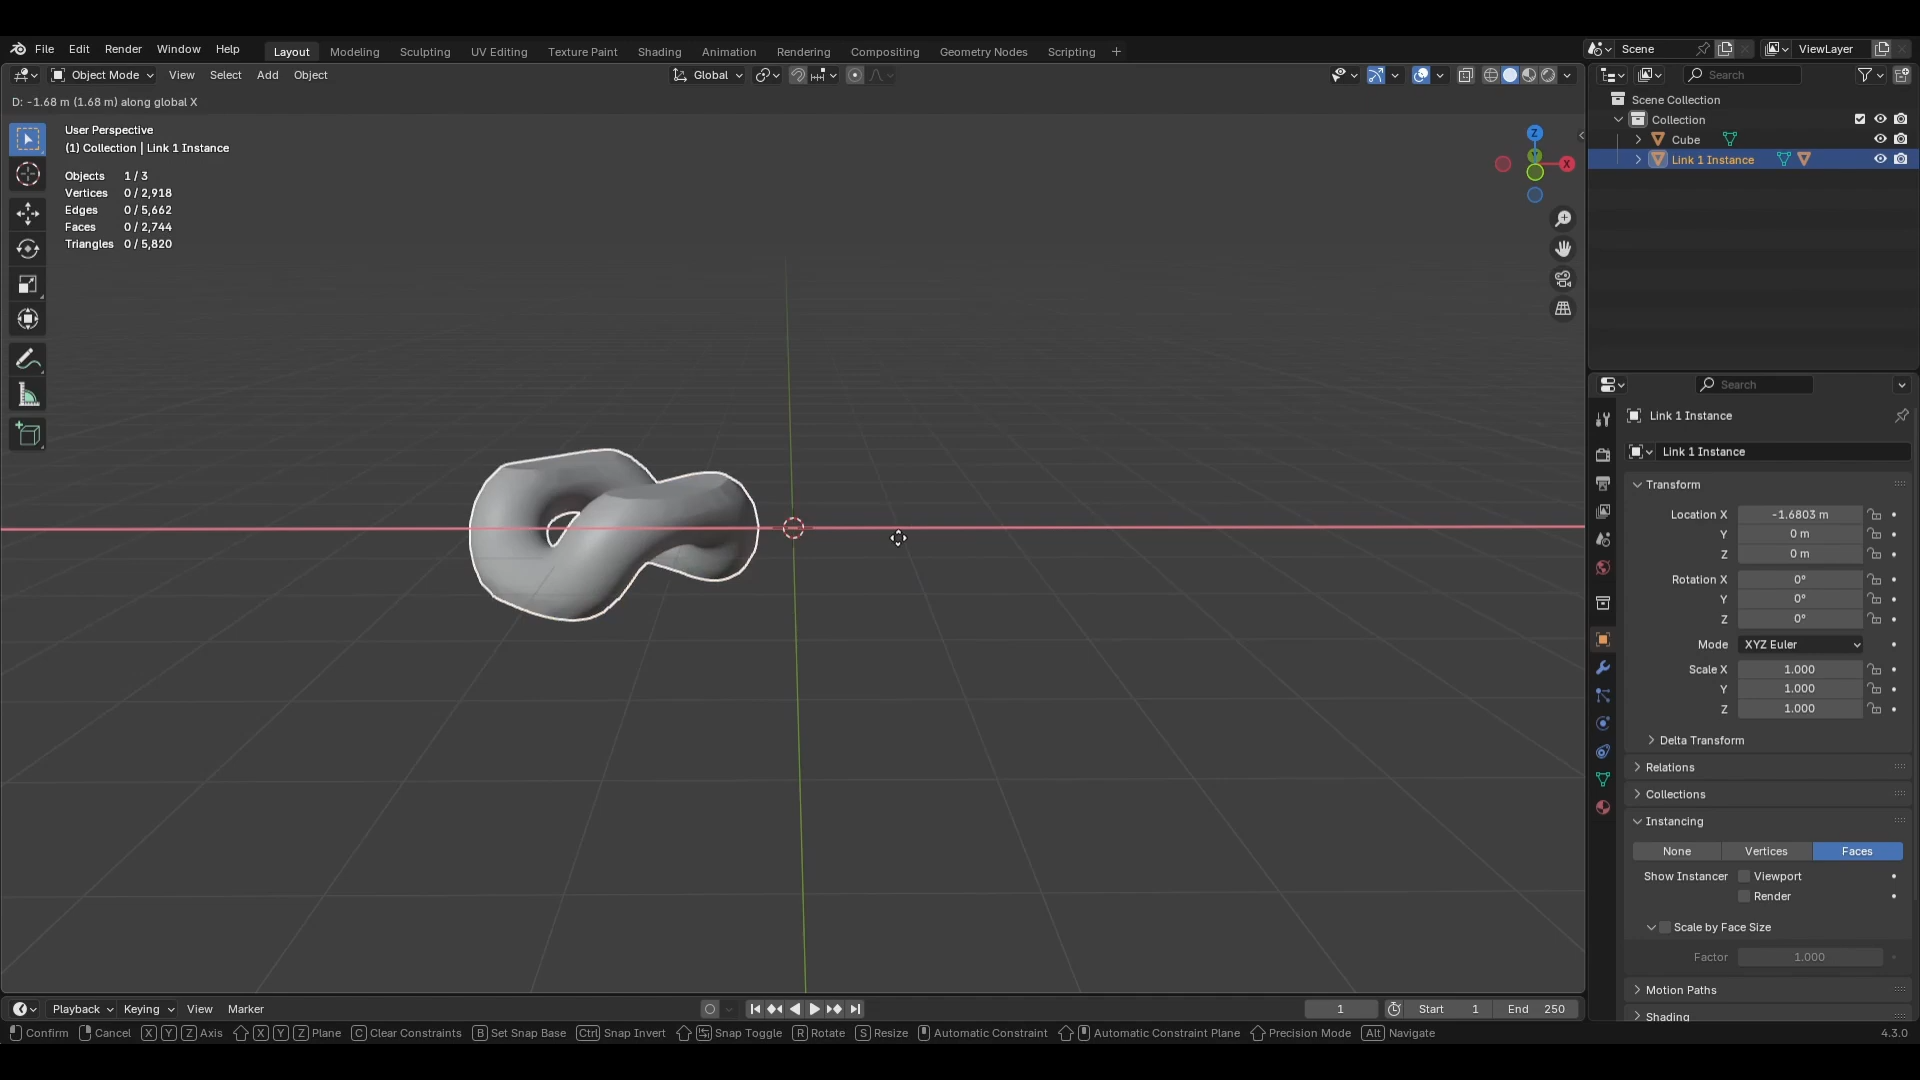 File Edit Render Window Help Layout Modeling Sculpting UV Editing Texture Paint Shading Animation Rendering Compositing Geometry Nodes Scripting + Scene ViewLayer
Object Mode View Select Add Object Global Search
D: -1.68 m (1.68 m) along global X
User Perspective
(1) Collection | Link 1 Instance
Objects 1 / 3
Vertices 0 / 2,918
Edges 0 / 5,662
Faces 0 / 2,744
Triangles 0 / 5,820
Z
Y
X
Scene Collection
Collection
Cube
Link 1 Instance
Search
Link 1 Instance
Link 1 Instance
Transform
Location X -1.6803 m
Y 0 m
Z 0 m
Rotation X 0°
Y 0°
Z 0°
Mode XYZ Euler
Scale X 1.000
Y 1.000
Z 1.000
Delta Transform
Relations
Collections
Instancing
None Vertices Faces
Show Instancer Viewport
Render
Scale by Face Size
Factor 1.000
Motion Paths
Shading
Playback Keying View Marker 1 Start 1 End 250
Confirm Cancel X Y Z Axis X Y Z Plane C Clear Constraints B Set Snap Base Ctrl Snap Invert Snap Toggle R Rotate S Resize Automatic Constraint Automatic Constraint Plane Precision Mode Alt Navigate 4.3.0